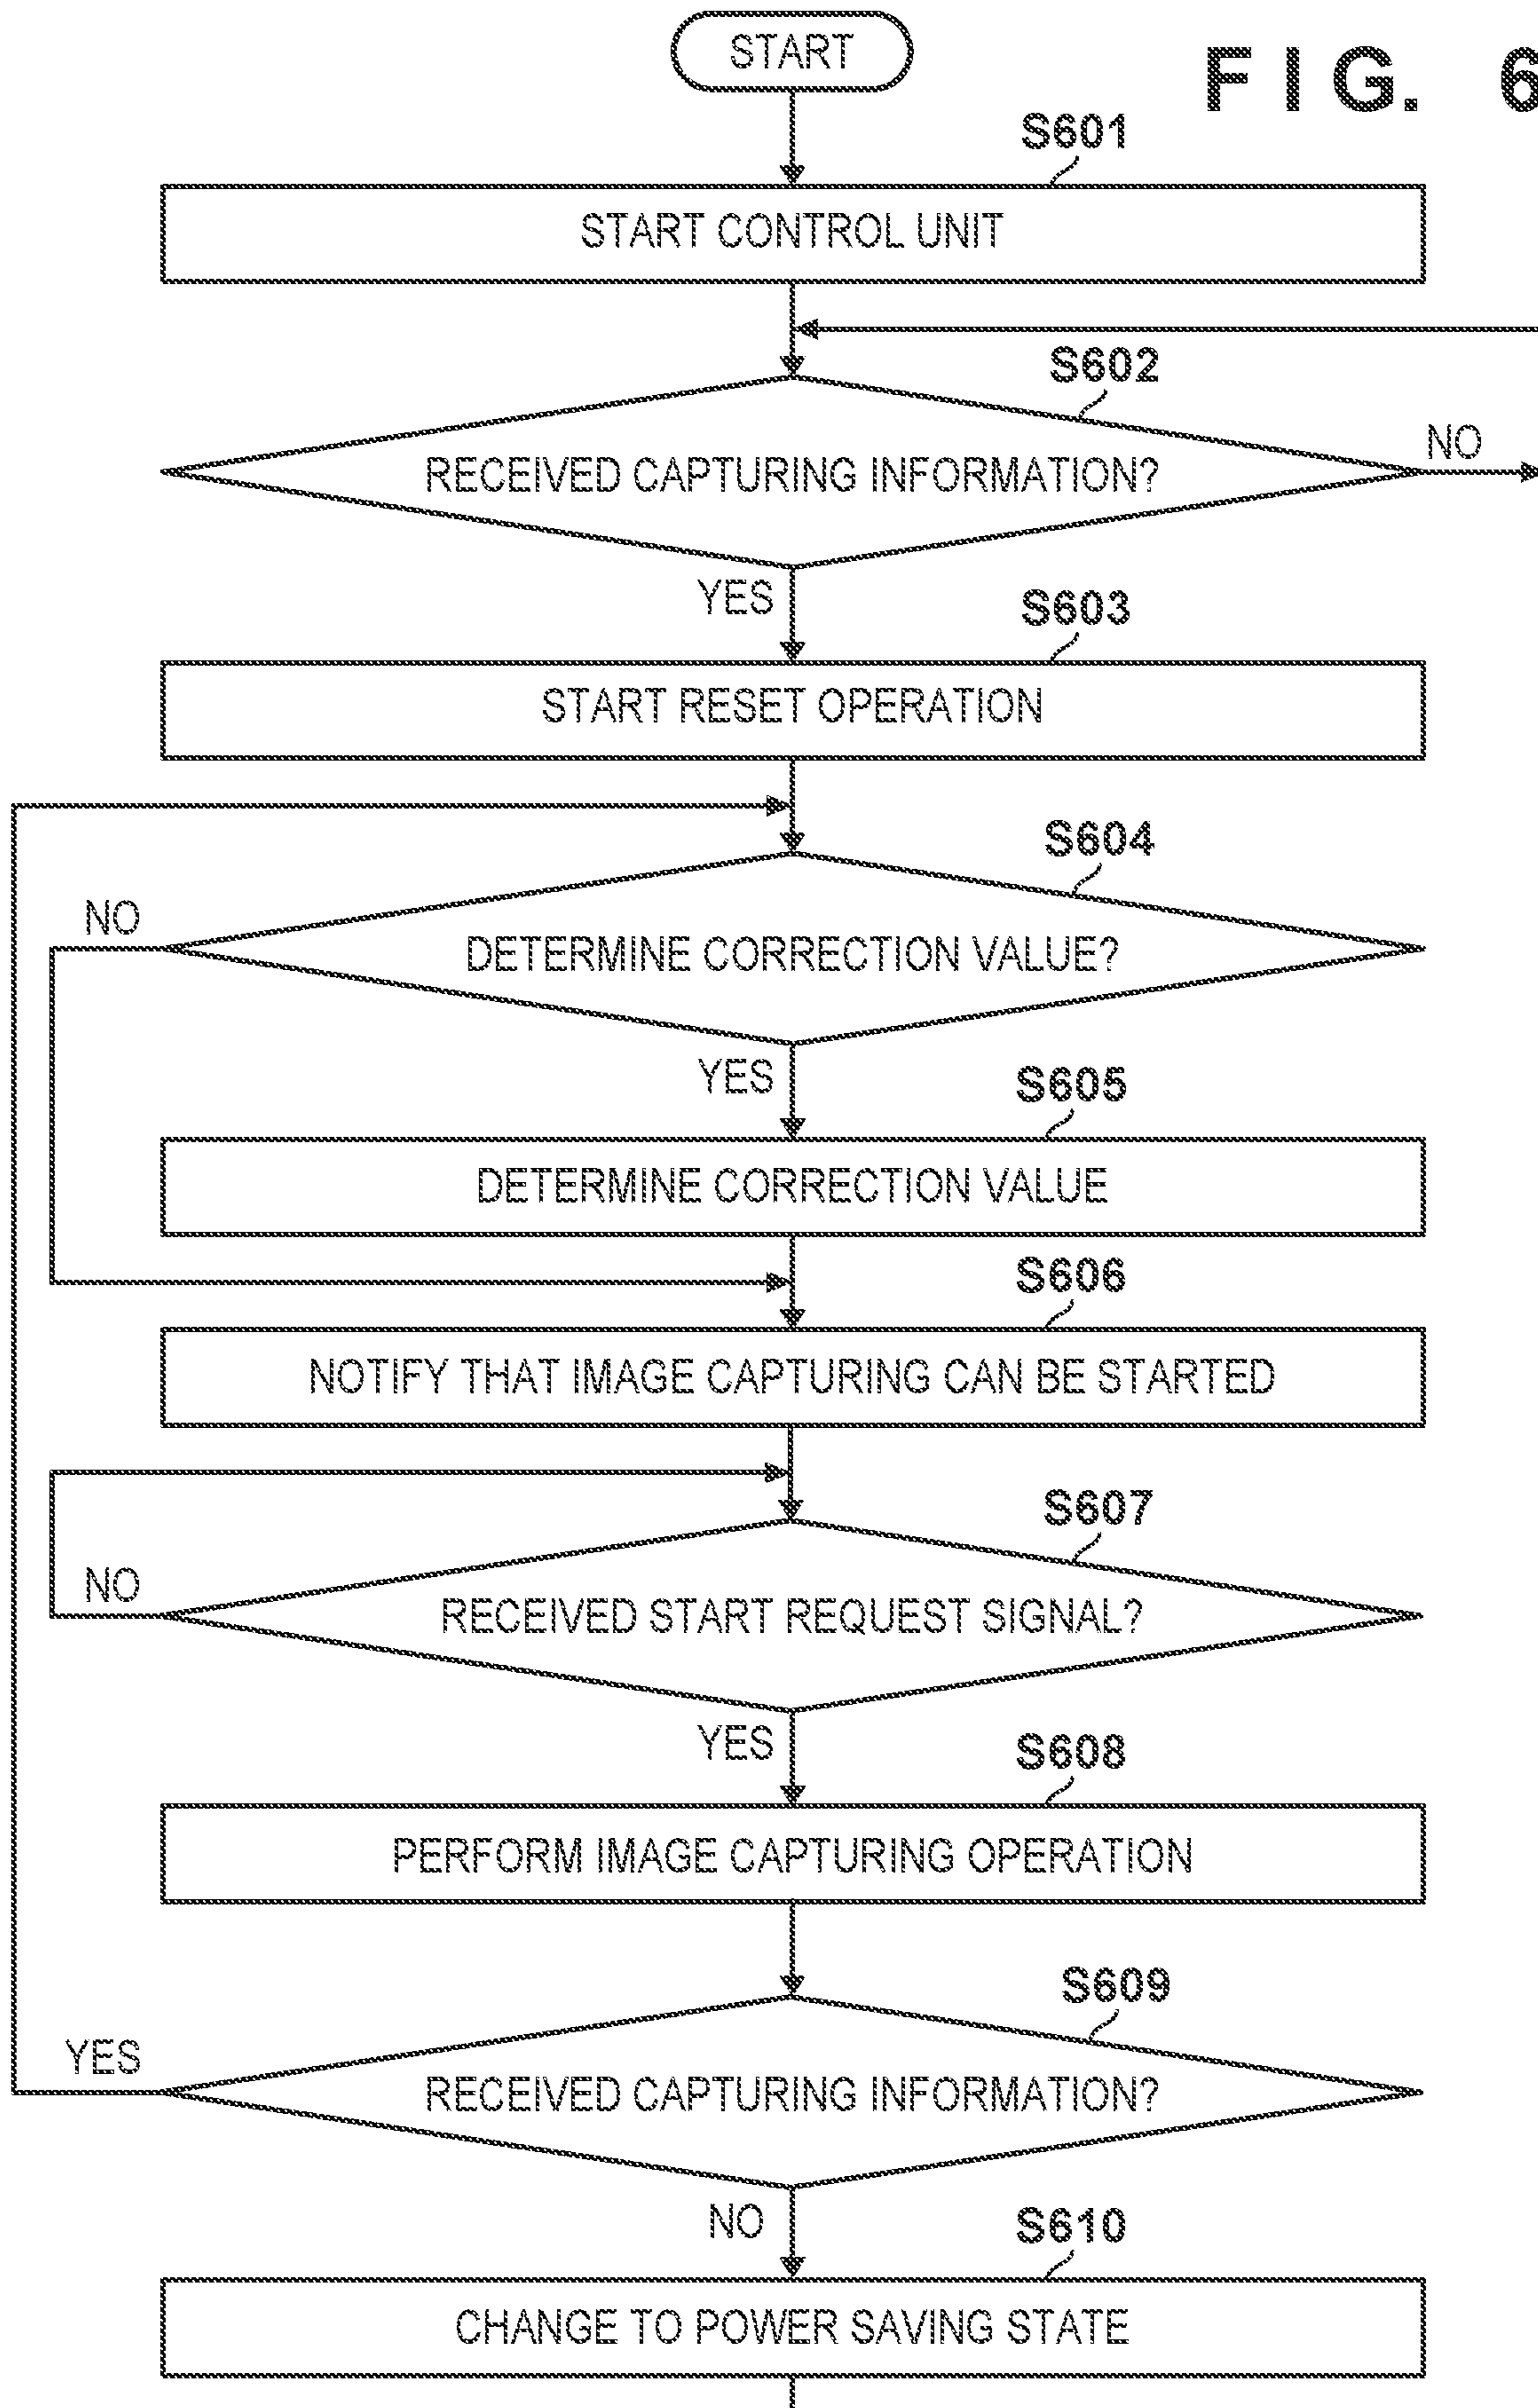 START
FIG. 6
S601
START CONTROL UNIT
S602
RECEIVED CAPTURING INFORMATION?
NO
YES
S603
START RESET OPERATION
S604
NO
DETERMINE CORRECTION VALUE?
YES
S605
DETERMINE CORRECTION VALUE
S606
NOTIFY THAT IMAGE CAPTURING CAN BE STARTED
S607
NO
RECEIVED START REQUEST SIGNAL?
YES
S608
PERFORM IMAGE CAPTURING OPERATION
S609
YES
RECEIVED CAPTURING INFORMATION?
NO
S610
CHANGE TO POWER SAVING STATE